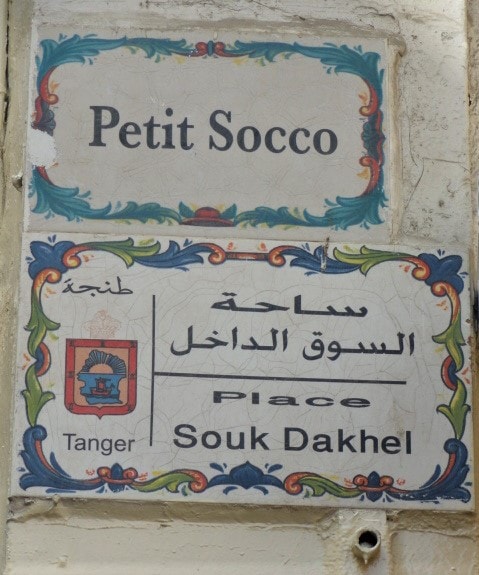 Petit Socco
طنجة
ساحة
السوق الداخل
Place
Souk Dakhel
Tanger